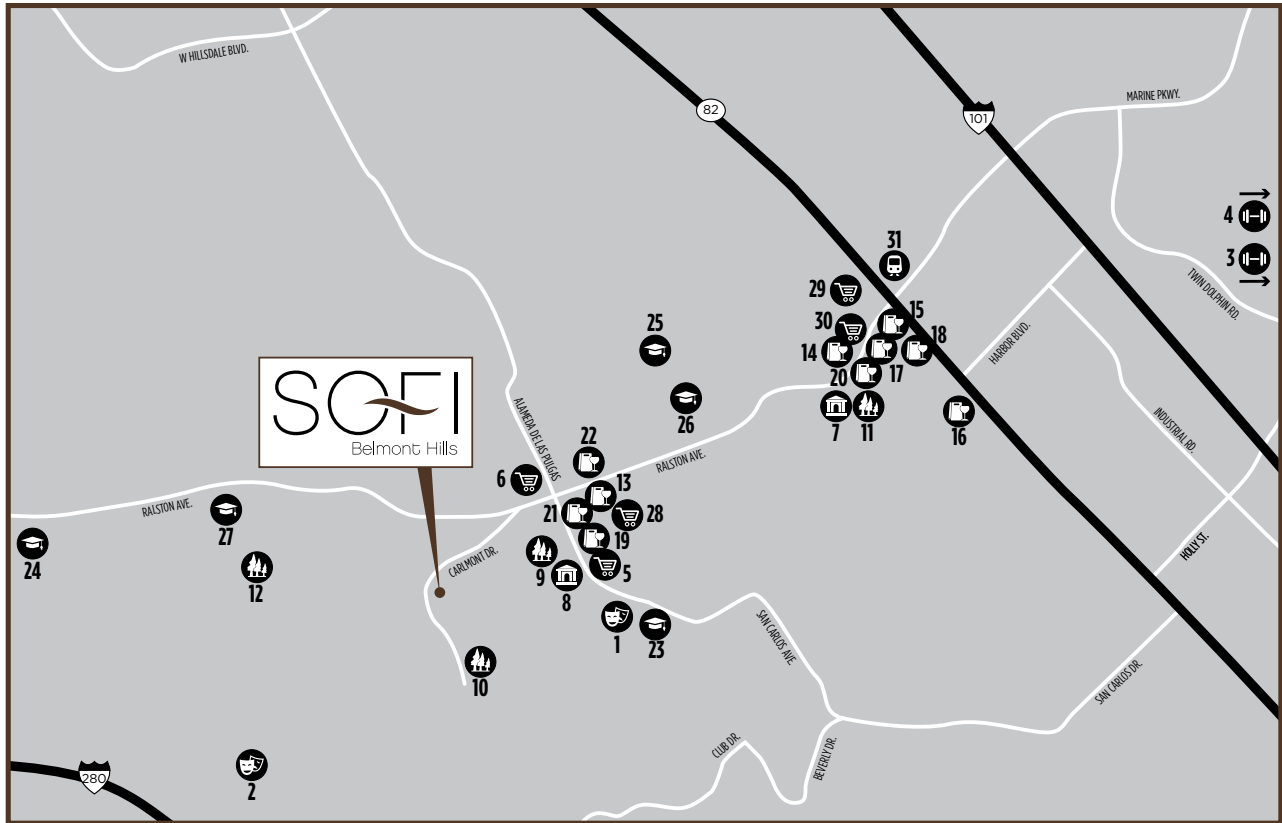 W HILLSDALE BLVD.
82
101
MARINE PKWY.
4
3
TWIN DOLPHIN RD.
31
29
15
30
18
14
HARBOR BLVD.
25
20
17
SOFI
Belmont Hills
26
7
11
16
ALAMEDA DE LAS PULGAS
INDUSTRIAL RD.
22
RALSTON AVE.
6
13
RALSTON AVE.
27
21
28
24
19
HOLLY ST.
CARLMONT DR.
12
9
8
5
1
23
SAN CARLOS AVE.
10
SAN CARLOS DR.
CLUB DR.
BEVERLY DR.
280
2